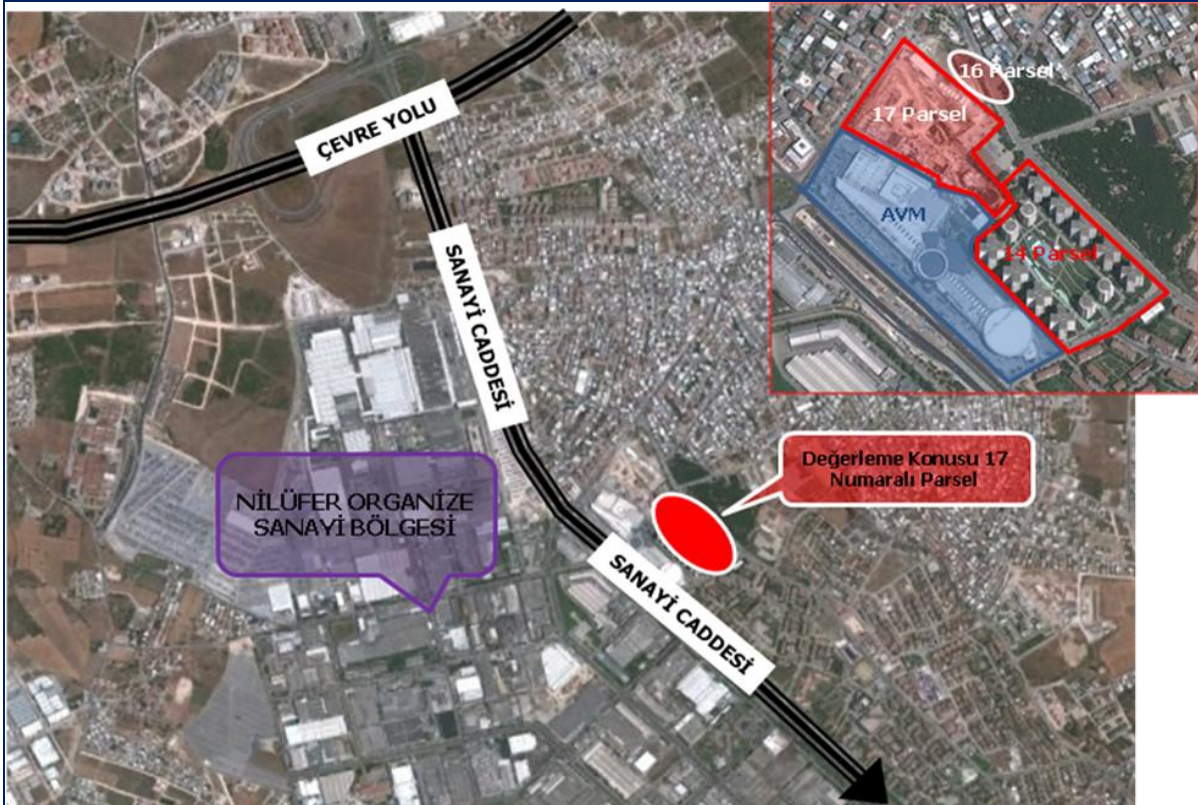 ÇEVRE YOLU
16 Parsel
17 Parsel
AVM
14 Parsel
SANAYİ CADDESİ
Değerleme Konusu 17
Numaralı Parsel
NİLÜFER ORGANİZE
SANAYİ BÖLGESİ
SANAYİ CADDESİ